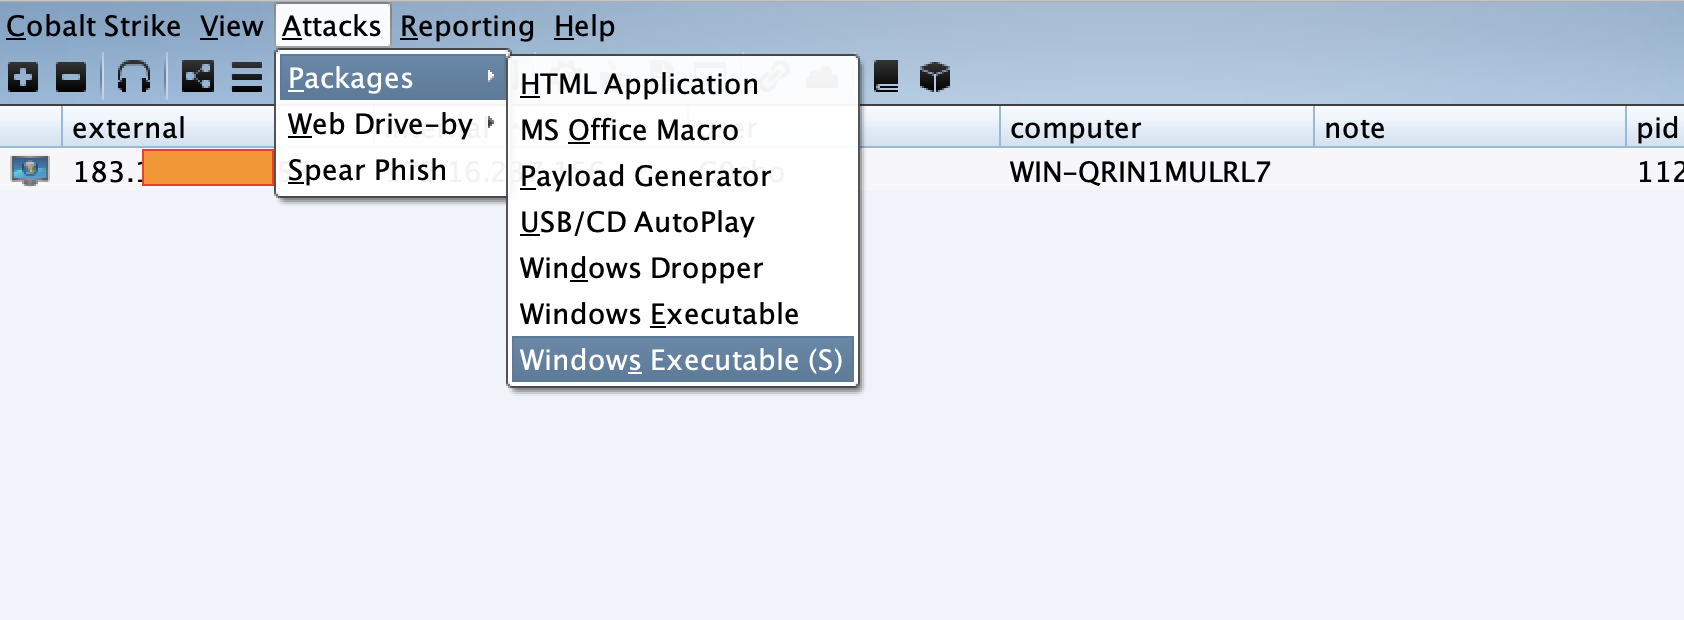 Cobalt Strike View Attacks Reporting Help
Packages
Web Drive-by
Spear Phish
HTML Application
MS Office Macro
Payload Generator
USB/CD AutoPlay
Windows Dropper
Windows Executable
Windows Executable (S)
external computer note pid
183. WIN-QRIN1MULRL7 112